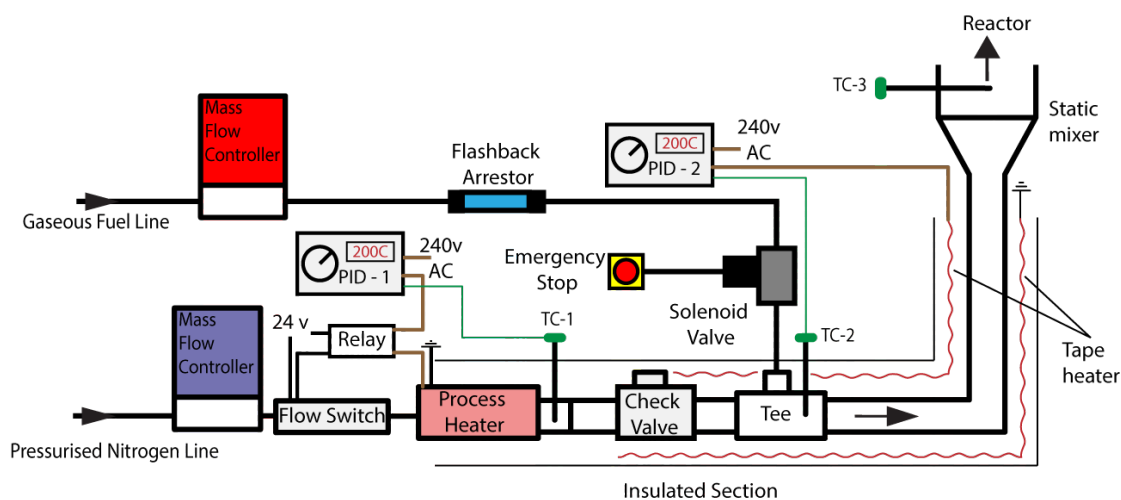 Reactor
TC-3
Static
mixer
Mass
Flow
Controller
Flashback
Arrestor
200C
PID - 2
240v
AC
Gaseous Fuel Line
200C
PID - 1
240v
AC
Emergency
Stop
Solenoid
Valve
Mass
Flow
Controller
24 v
Relay
TC-1
TC-2
Tape
heater
Flow Switch
Process
Heater
Check
Valve
Tee
Pressurised Nitrogen Line
Insulated Section